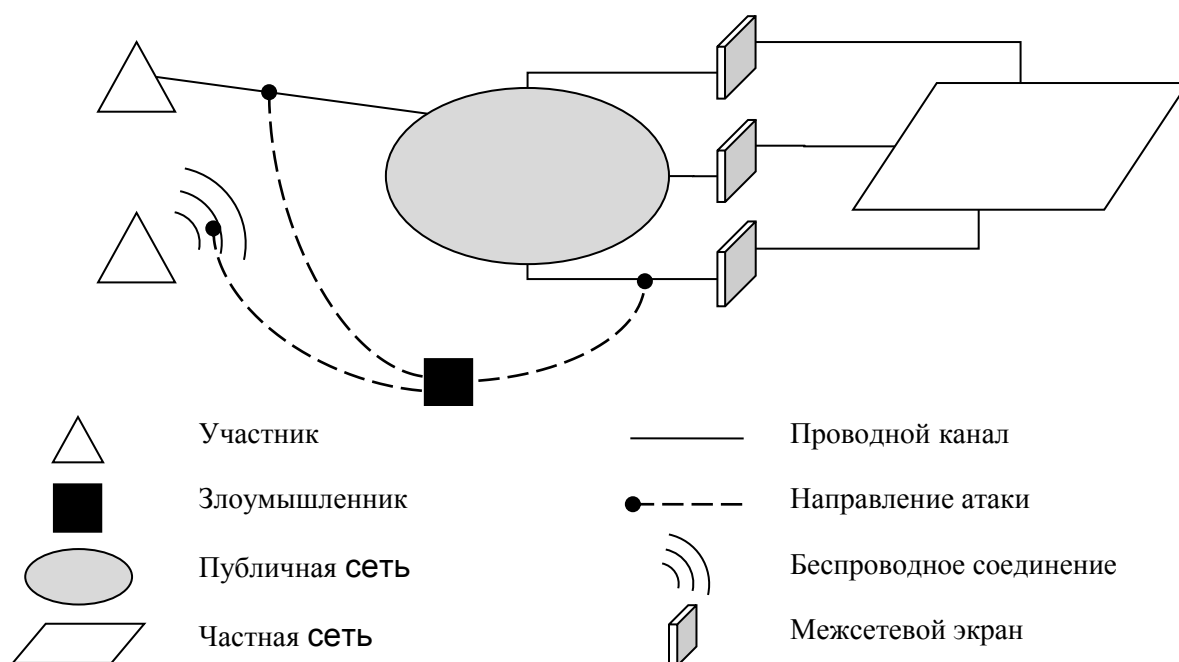 Участник
Злоумышленник
Публичная сеть
Частная сеть
Проводной канал
Направление атаки
Беспроводное соединение
Межсетевой экран